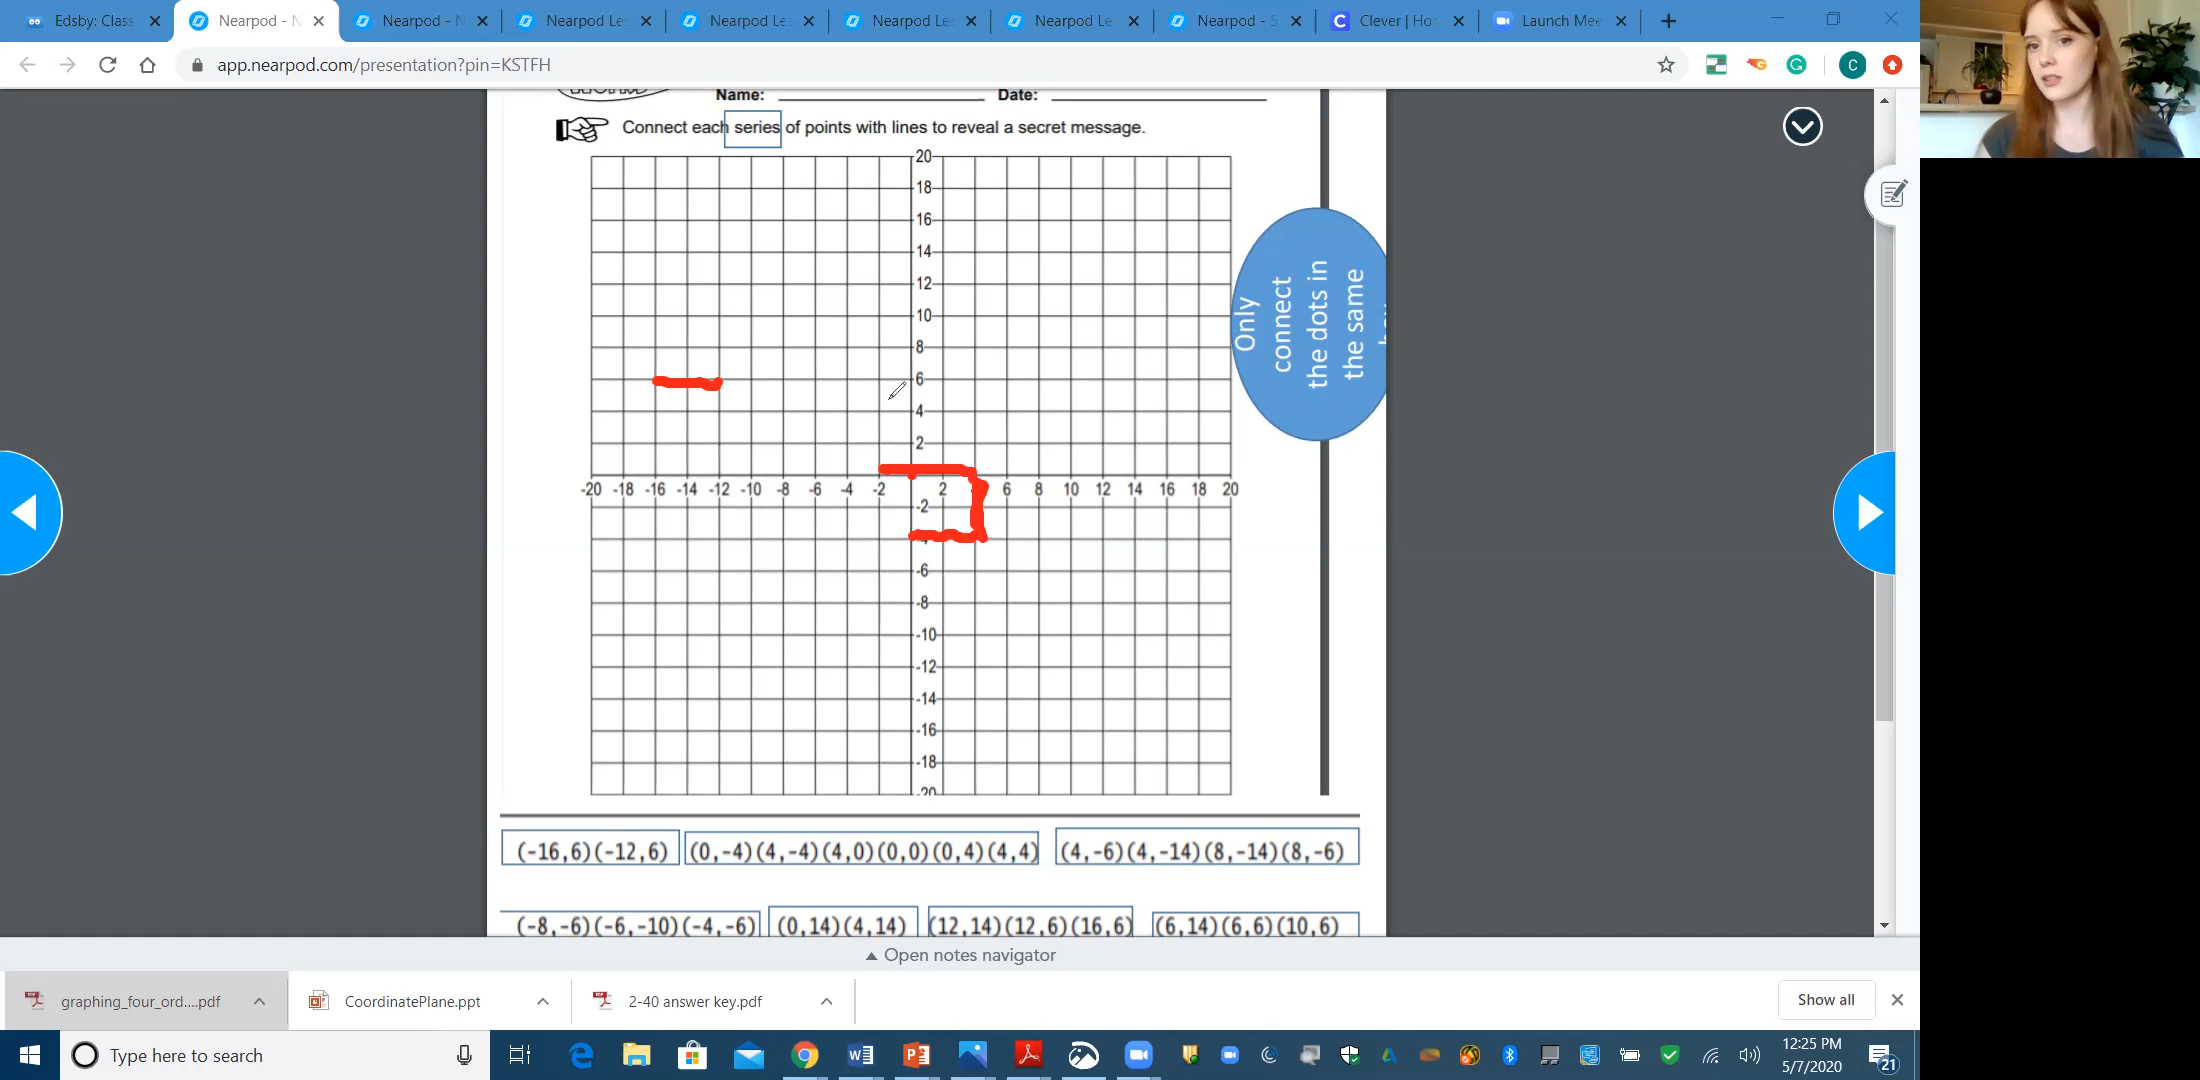 Edsby: Class
Nearpod - N
Nearpod - N
Nearpod Les
Nearpod Les
Nearpod Les
Nearpod Le
Nearpod - S
Clever | Ho
Launch Mee
app.nearpod.com/presentation?pin=KSTFH
C
Name: Date:
Connect each series of points with lines to reveal a secret message.
20
18
16
14
12
10
8
6
4
2
-20 -18 -16 -14 -12 -10 -8 -6 -4 -2 2 6 8 10 12 14 16 18 20
-2
-6
-8
-10
-12
-14
-16
-18
-20
Only
connect
the dots in
the same
(-16,6)(-12,6) (0,-4)(4,-4)(4,0)(0,0)(0,4)(4,4) (4,-6)(4,-14)(8,-14)(8,-6)
(-8,-6)(-6,-10)(-4,-6) (0,14)(4,14) (12,14)(12,6)(16,6) (6,14)(6,6)(10,6)
Open notes navigator
graphing_four_ord....pdf
CoordinatePlane.ppt
2-40 answer key.pdf
Show all
Type here to search
12:25 PM
5/7/2020
21